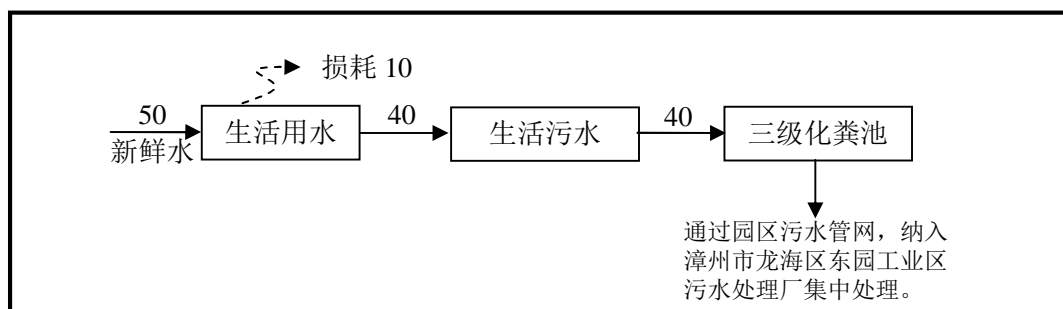 损耗 10
50
新鲜水
生活用水
40
生活污水
40
三级化粪池
通过园区污水管网，纳入
漳州市龙海区东园工业区
污水处理厂集中处理。